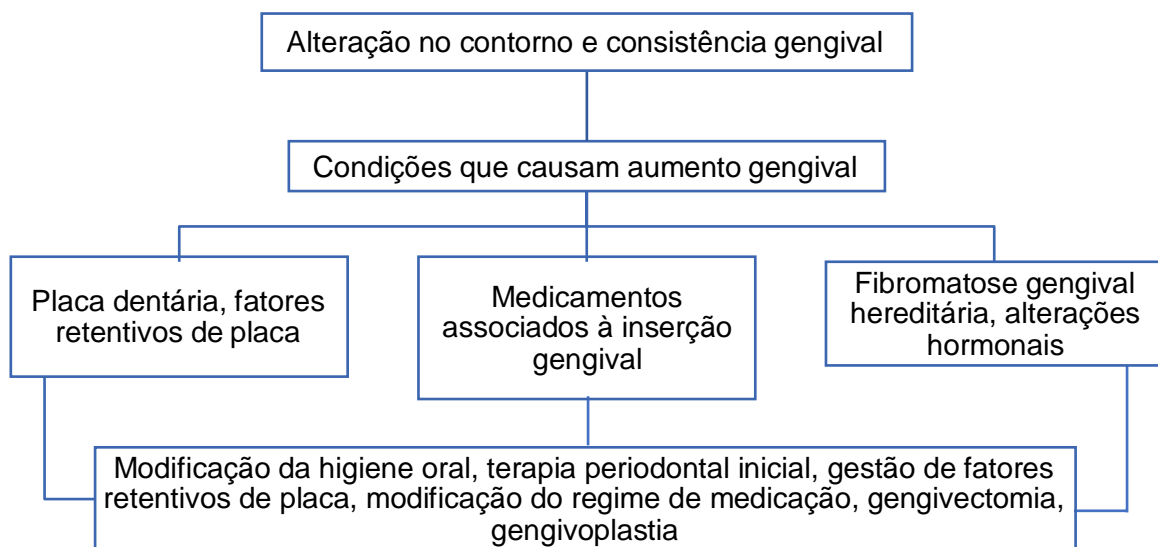 Alteração no contorno e consistência gengival
Condições que causam aumento gengival
Placa dentária, fatores
retentivos de placa
Medicamentos
associados à inserção
gengival
Fibromatose gengival
hereditária, alterações
hormonais
Modificação da higiene oral, terapia periodontal inicial, gestão de fatores
retentivos de placa, modificação do regime de medicação, gengivectomia,
gengivoplastia